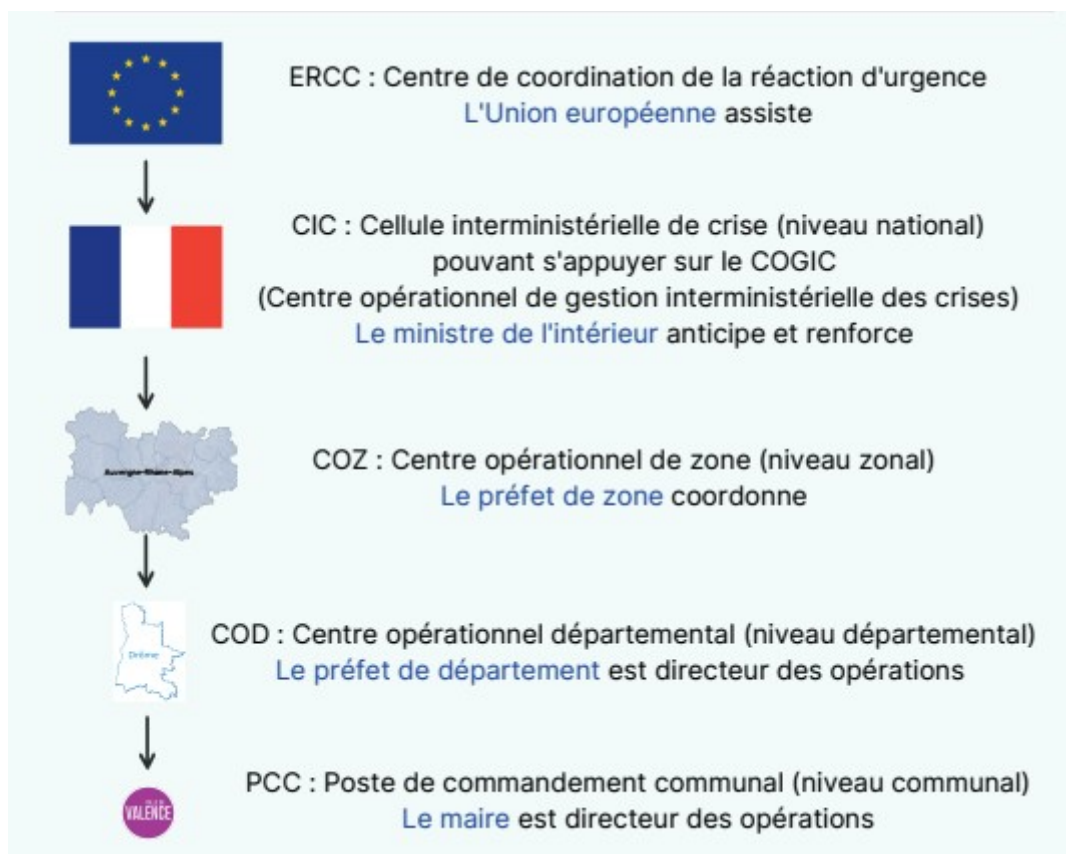 ERCC : Centre de coordination de la réaction d'urgence
L'Union européenne assiste
CIC : Cellule interministérielle de crise (niveau national)
pouvant s'appuyer sur le COGIC
(Centre opérationnel de gestion interministérielle des crises)
Le ministre de l'intérieur anticipe et renforce
Auvergne-Rhône-Alpes
COZ : Centre opérationnel de zone (niveau zonal)
Le préfet de zone coordonne
Drôme
COD : Centre opérationnel départemental (niveau départemental)
Le préfet de département est directeur des opérations
VALENCE
PCC : Poste de commandement communal (niveau communal)
Le maire est directeur des opérations